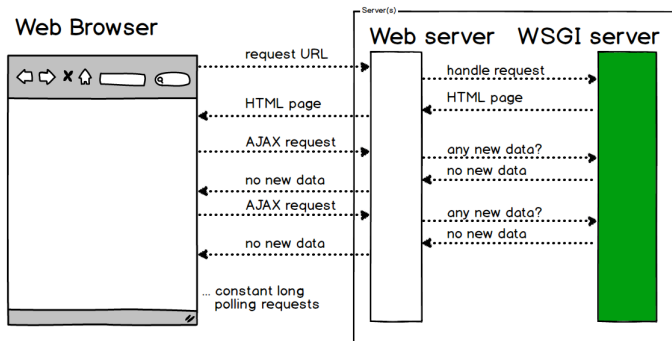 Server(s)
Web Browser
Web server
WSGI server
request URL
handle request
HTML page
HTML page
AJAX request
any new data?
no new data
no new data
AJAX request
any new data?
no new data
no new data
... constant long
polling requests